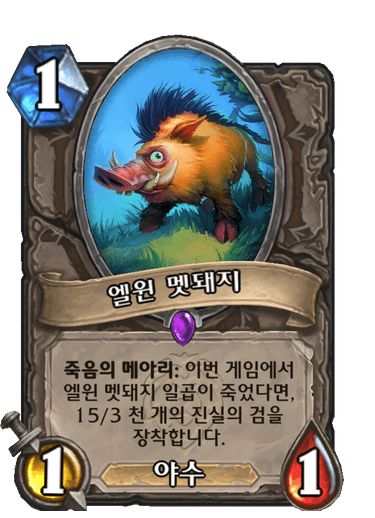 1
엘윈 멧돼지
죽음의 메아리: 이번 게임에서
엘윈 멧돼지 일곱이 죽었다면,
15/3 천 개의 진실의 검을
장착합니다.
1
야수
1